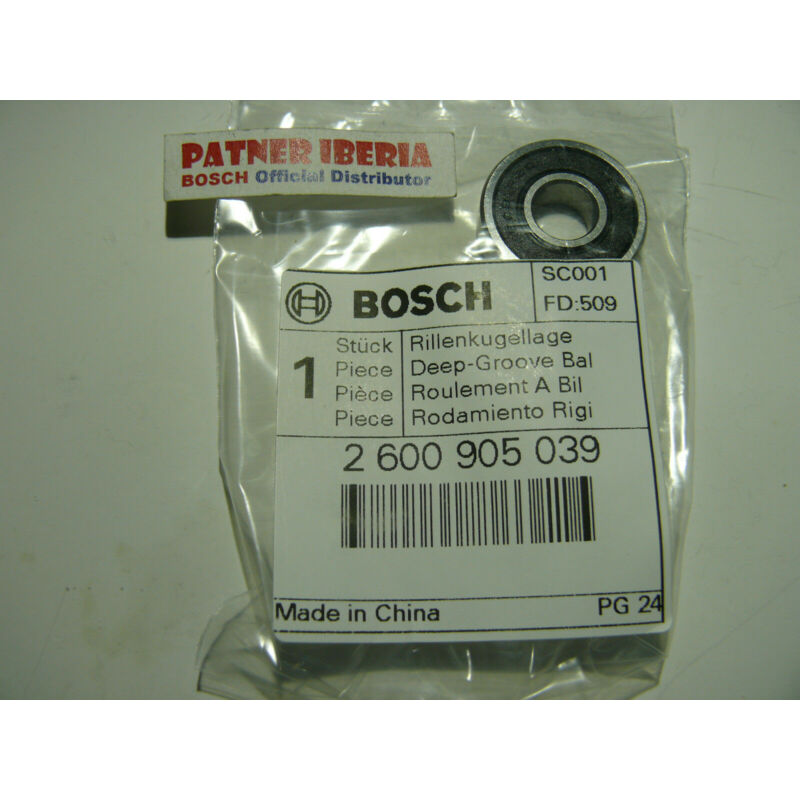 PATNER IBERIA
BOSCH Official Distributor
BOSCH
SC001
FD:509
1
Stück Rillenkugellage
Piece Deep-Groove Bal
Pièce Roulement A Bil
Piece Rodamiento Rigi
2 600 905 039
Made in China PG 24